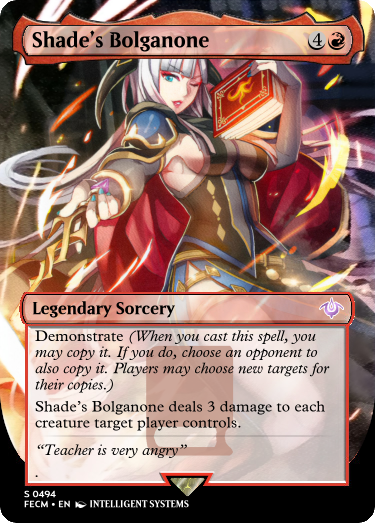 Shade's Bolganone 4
Legendary Sorcery
Demonstrate (When you cast this spell, you
may copy it. If you do, choose an opponent to
also copy it. Players may choose new targets for
their copies.)
Shade's Bolganone deals 3 damage to each
creature target player controls.
“Teacher is very angry”
.
S 0494
FECM • EN INTELLIGENT SYSTEMS